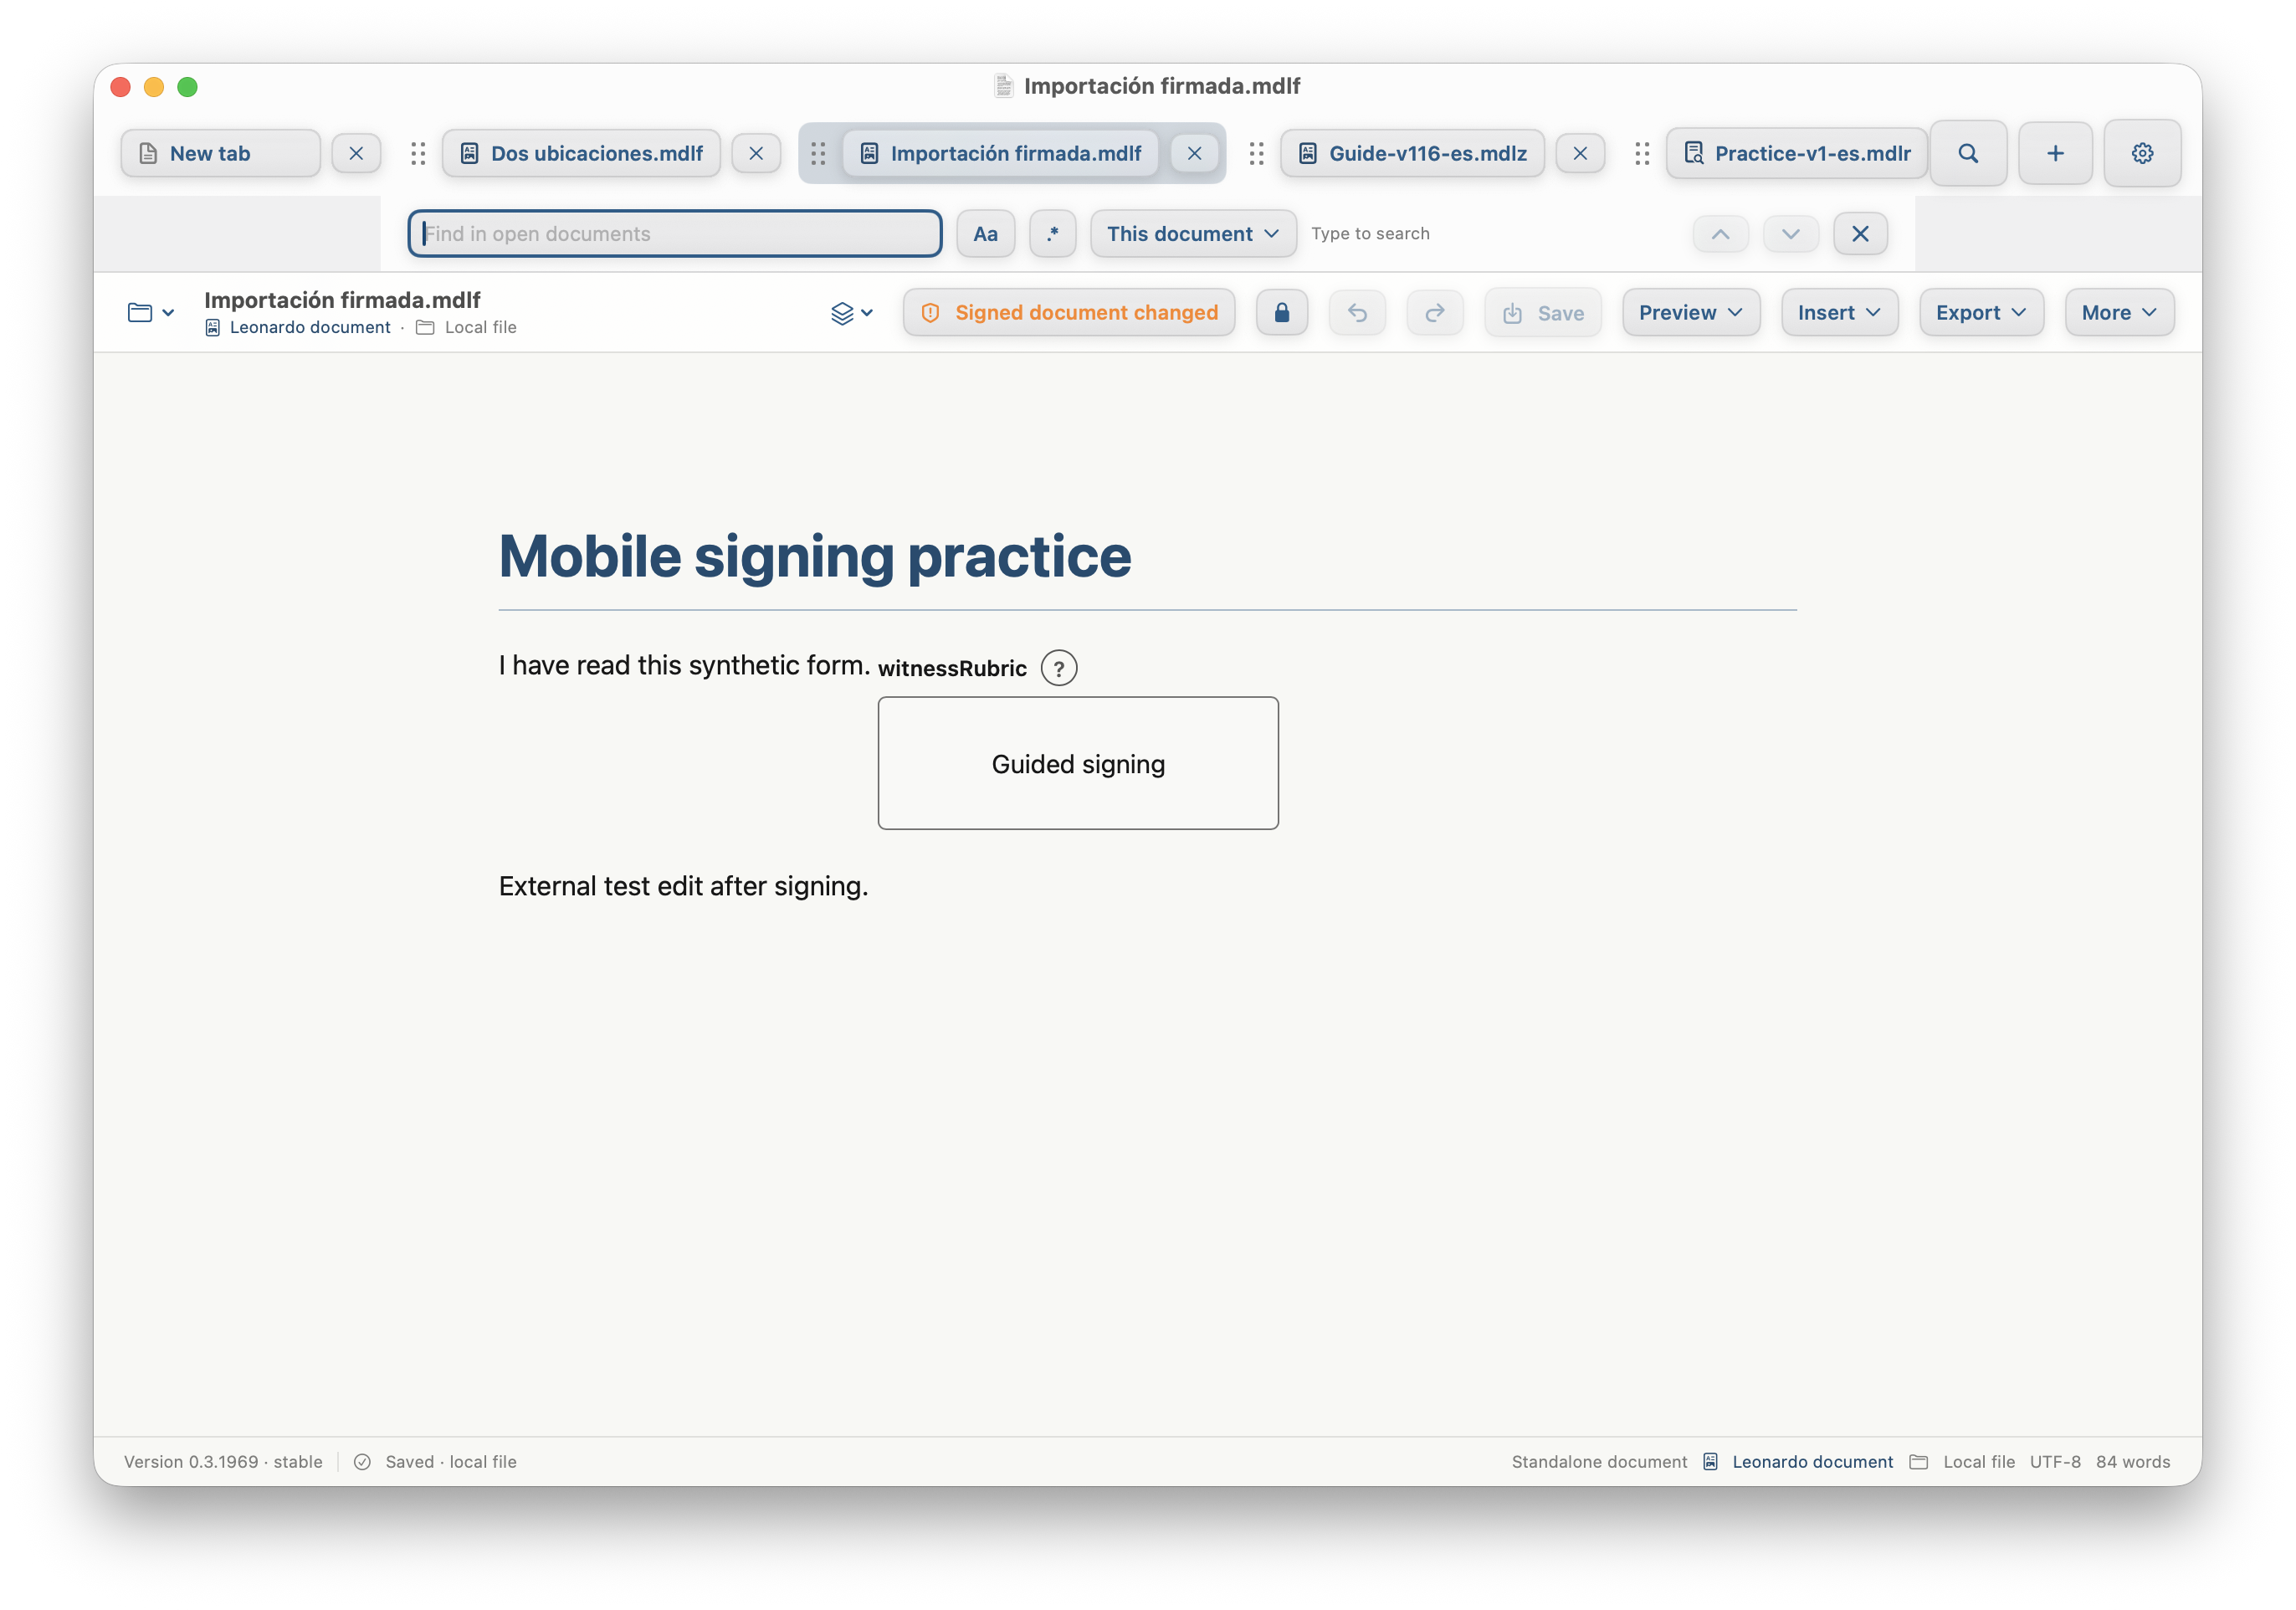 Importación firmada.mdlf
New tab
Dos ubicaciones.mdlf
Importación firmada.mdlf
Guide-v116-es.mdlz
Practice-v1-es.mdlr
Find in open documents
Aa
.*
This document
Type to search
Importación firmada.mdlf
Leonardo document · Local file
Signed document changed
Save
Preview
Insert
Export
More
Mobile signing practice
I have read this synthetic form. witnessRubric ?
Guided signing
External test edit after signing.
Version 0.3.1969 · stable
Saved · local file
Standalone document
Leonardo document
Local file
UTF-8
84 words